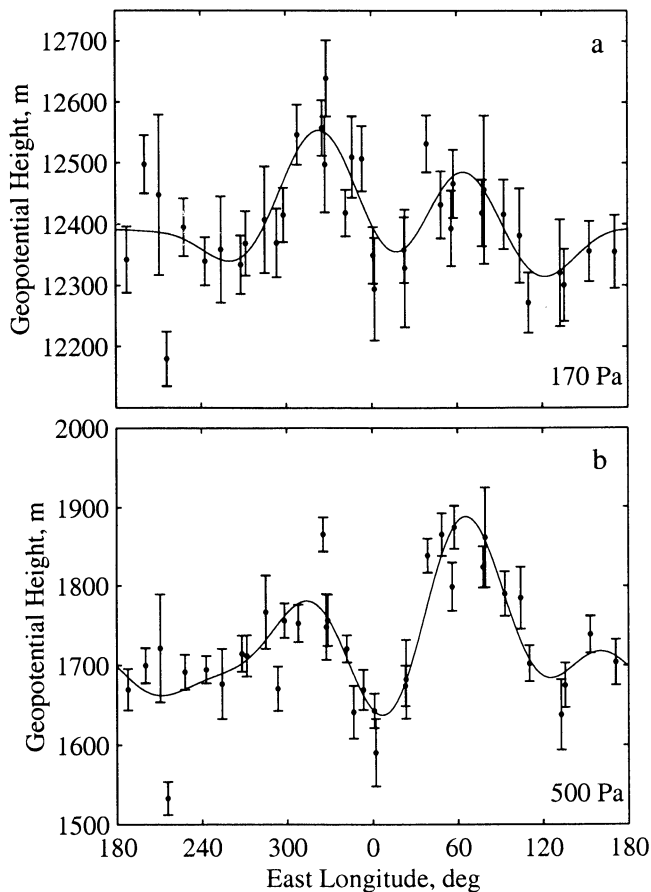 a
12700
12600
12500
12400
12300
12200
Geopotential Height, m
170 Pa
b
2000
1900
1800
1700
1600
1500
Geopotential Height, m
500 Pa
180 240 300 0 60 120 180
East Longitude, deg